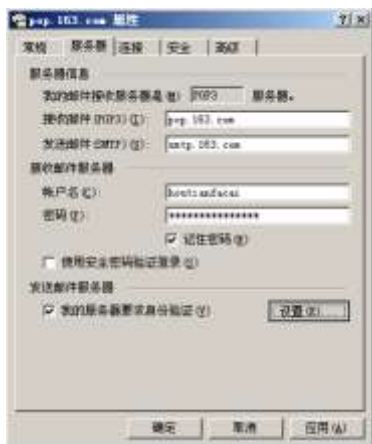 pop.163.com 属性
常规 服务器 连接 安全 高级
服务器信息
我的邮件接收服务器是(M) POP3 服务器。
接收邮件(POP3)(I): pop.163.com
发送邮件(SMTP)(U): smtp.163.com
接收邮件服务器
帐户名(C):
密码(P): ***************
记住密码(W)
使用安全密码验证登录(S)
发送邮件服务器
我的服务器要求身份验证(V) 设置(E)...
确定 取消 应用(A)